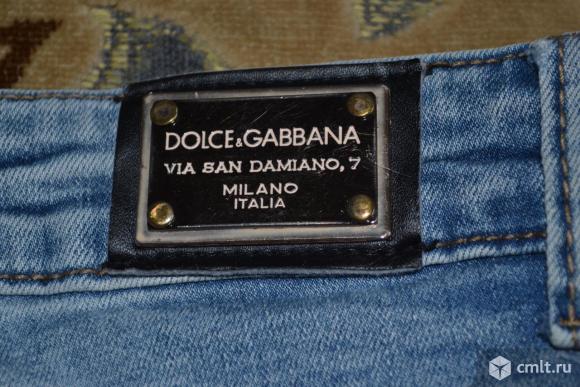 DOLCE&GABBANA
VIA SAN DAMIANO, 7
MILANO
ITALIA
cmlt.ru